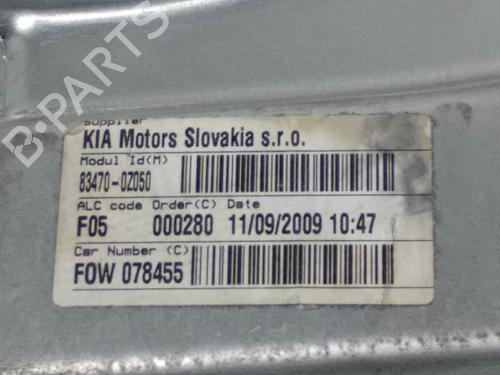 B-PARTS
Supplier
KIA Motors Slovakia s.r.o.
Modul Id(M)
83470-0Z050
ALC code Order(C) Date
F05 000280 11/09/2009 10:47
Car Number (C)
FOW 078455